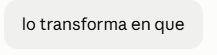 lo transforma en que